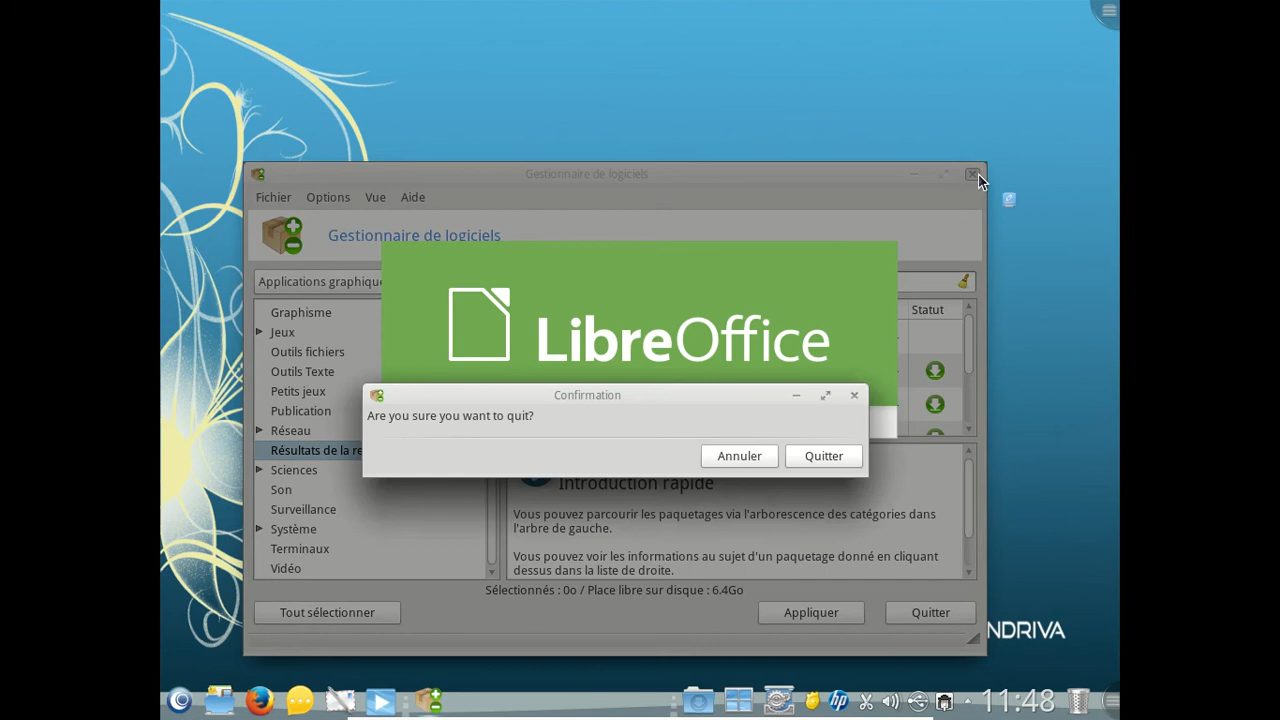 Gestionnaire de logiciels
Fichier Options Vue Aide
Gestionnaire de logiciels
Applications graphique
Graphisme
Jeux
Outils fichiers
Outils Texte
Petits jeux
Publication
Réseau
Résultats de la re
Sciences
Son
Surveillance
Système
Terminaux
Vidéo
Statut
LibreOffice
Confirmation
Are you sure you want to quit?
Annuler Quitter
Introduction rapide
Vous pouvez parcourir les paquetages via l'arborescence des catégories dans
l'arbre de gauche.
Vous pouvez voir les informations au sujet d'un paquetage donné en cliquant
dessus dans la liste de droite.
Sélectionnés : 0o / Place libre sur disque : 6.4Go
Tout sélectionner Appliquer Quitter
NDRIVA
hp
11:48